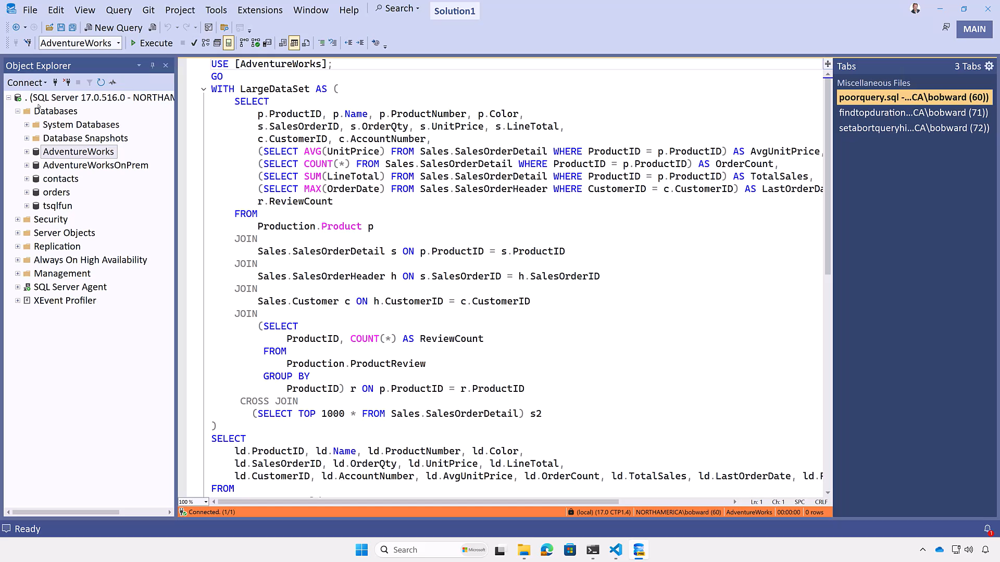 File Edit View Query Git Project Tools Extensions Window Help Search Solution1
New Query
MAIN
AdventureWorks Execute
Object Explorer
Connect
. (SQL Server 17.0.516.0 - NORTHAM
Databases
System Databases
Database Snapshots
AdventureWorks
AdventureWorksOnPrem
contacts
orders
tsqlfun
Security
Server Objects
Replication
Always On High Availability
Management
SQL Server Agent
XEvent Profiler
USE [AdventureWorks];
GO
WITH LargeDataSet AS (
SELECT
p.ProductID, p.Name, p.ProductNumber, p.Color,
s.SalesOrderID, s.OrderQty, s.UnitPrice, s.LineTotal,
c.CustomerID, c.AccountNumber,
(SELECT AVG(UnitPrice) FROM Sales.SalesOrderDetail WHERE ProductID = p.ProductID) AS AvgUnitPrice,
(SELECT COUNT(*) FROM Sales.SalesOrderDetail WHERE ProductID = p.ProductID) AS OrderCount,
(SELECT SUM(LineTotal) FROM Sales.SalesOrderDetail WHERE ProductID = p.ProductID) AS TotalSales,
(SELECT MAX(OrderDate) FROM Sales.SalesOrderHeader WHERE CustomerID = c.CustomerID) AS LastOrderDa
r.ReviewCount
FROM
Production.Product p
JOIN
Sales.SalesOrderDetail s ON p.ProductID = s.ProductID
JOIN
Sales.SalesOrderHeader h ON s.SalesOrderID = h.SalesOrderID
JOIN
Sales.Customer c ON h.CustomerID = c.CustomerID
JOIN
(SELECT
ProductID, COUNT(*) AS ReviewCount
FROM
Production.ProductReview
GROUP BY
ProductID) r ON p.ProductID = r.ProductID
CROSS JOIN
(SELECT TOP 1000 * FROM Sales.SalesOrderDetail) s2
)
SELECT
ld.ProductID, ld.Name, ld.ProductNumber, ld.Color,
ld.SalesOrderID, ld.OrderQty, ld.UnitPrice, ld.LineTotal,
ld.CustomerID, ld.AccountNumber, ld.AvgUnitPrice, ld.OrderCount, ld.TotalSales, ld.LastOrderDate, ld.
FROM
100 % Ln: 1 Ch: 1 SPC CRLF
Connected. (1/1) (local) (17.0 CTP1.4) NORTHAMERICA\bobward (60) AdventureWorks 00:00:00 0 rows
Tabs 3 Tabs
Miscellaneous Files
poorquery.sql -...CA\bobward (60))
findtopduration...CA\bobward (71))
setabortqueryhi...CA\bobward (72))
Ready
1
Search Microsoft
PRE